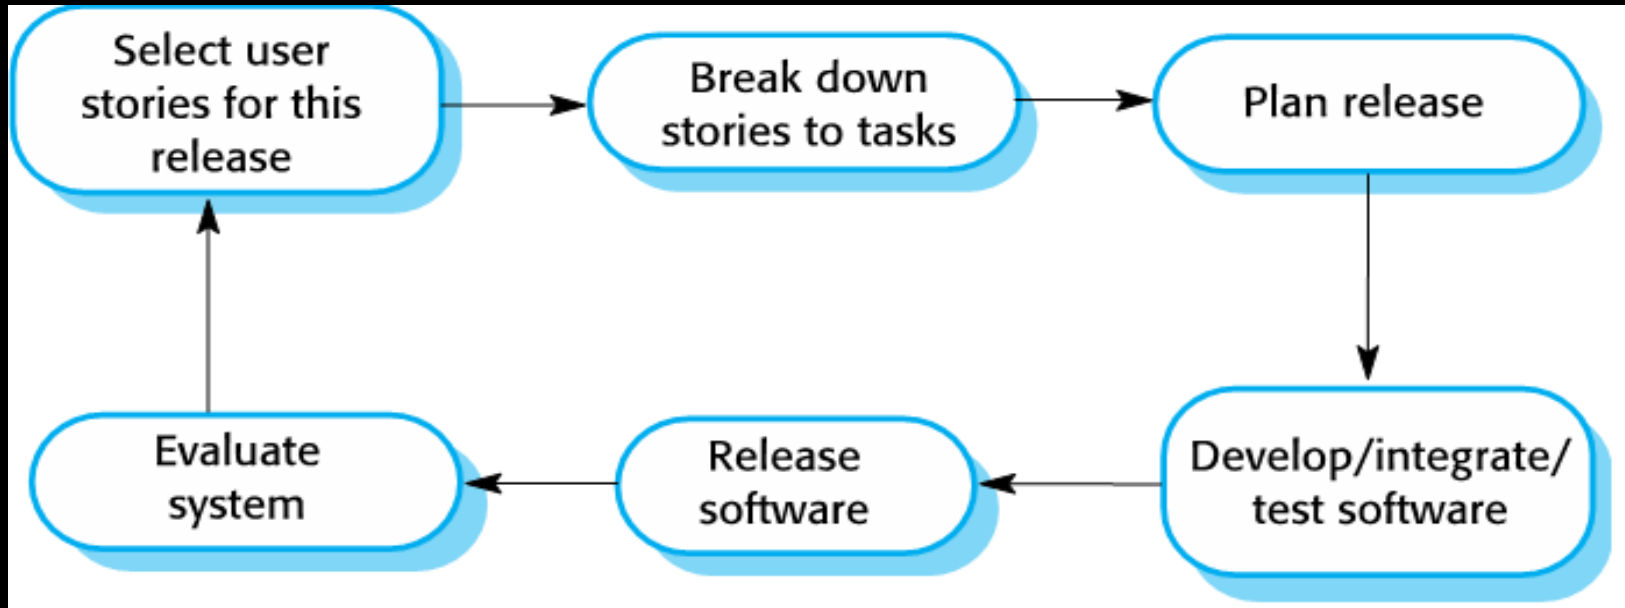 Select user
stories for this
release
Break down
stories to tasks
Plan release
Evaluate
system
Release
software
Develop/integrate/
test software